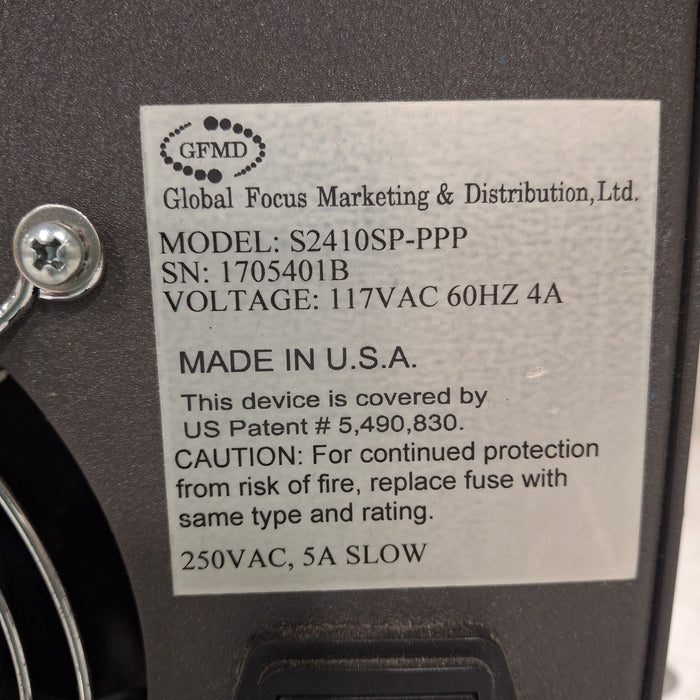 GFMD
Global Focus Marketing & Distribution,Ltd.
MODEL: S2410SP-PPP
SN: 1705401B
VOLTAGE: 117VAC 60HZ 4A
MADE IN U.S.A.
This device is covered by
US Patent # 5,490,830.
CAUTION: For continued protection
from risk of fire, replace fuse with
same type and rating.
250VAC, 5A SLOW